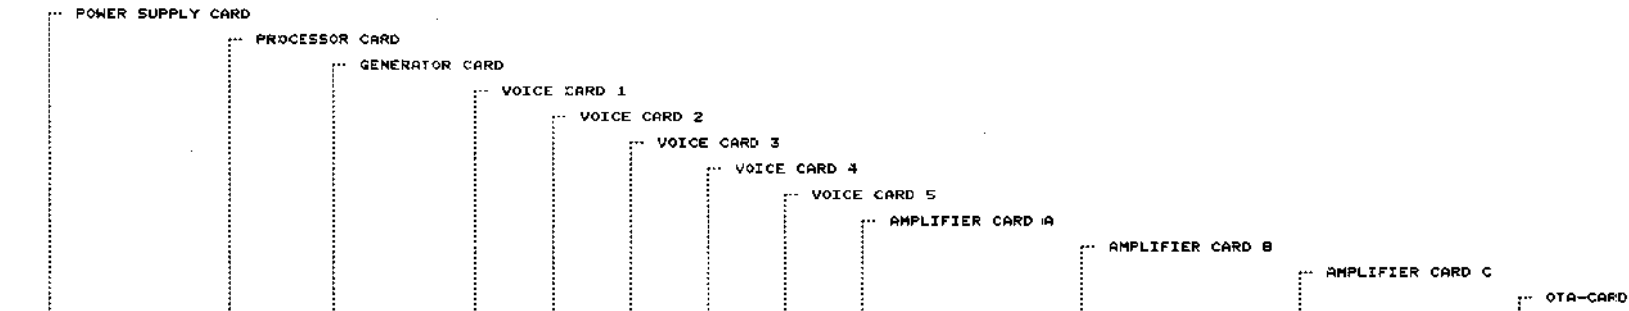 POWER SUPPLY CARD
PROCESSOR CARD
GENERATOR CARD
VOICE CARD 1
VOICE CARD 2
VOICE CARD 3
VOICE CARD 4
VOICE CARD 5
AMPLIFIER CARD A
AMPLIFIER CARD B
AMPLIFIER CARD C
OTA-CARD